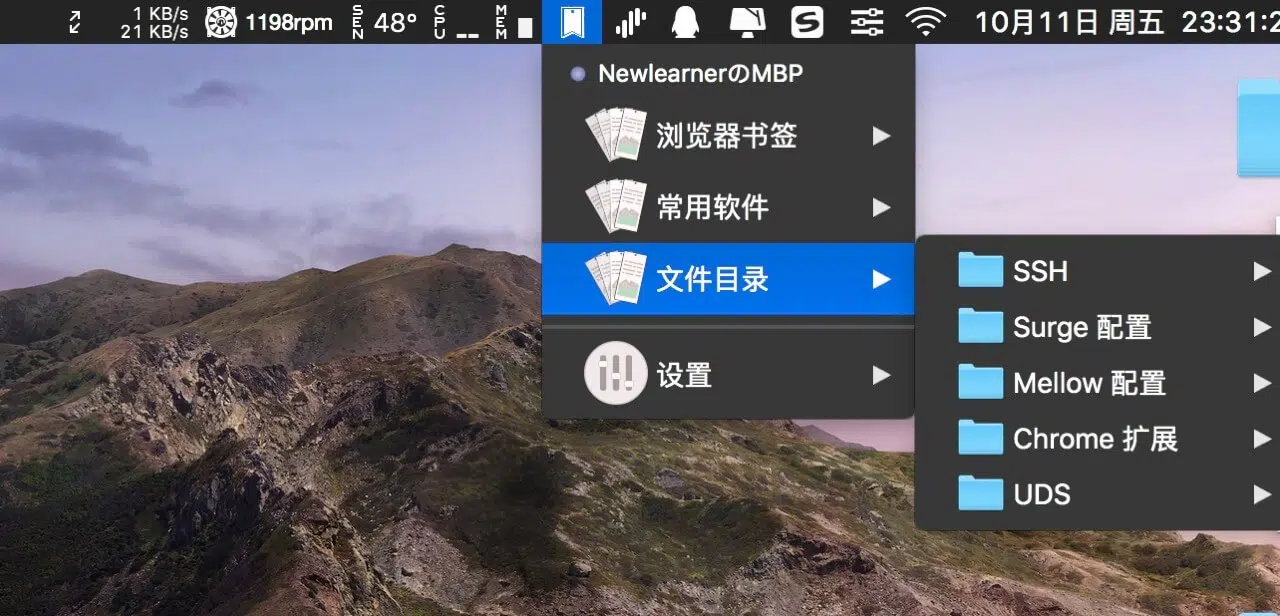 1 KB/s
21 KB/s
1198rpm
SEN
48°
CPU
MEM
10月11日 周五 23:31:2
NewlearnerのMBP
浏览器书签
常用软件
文件目录
设置
SSH
Surge 配置
Mellow 配置
Chrome 扩展
UDS